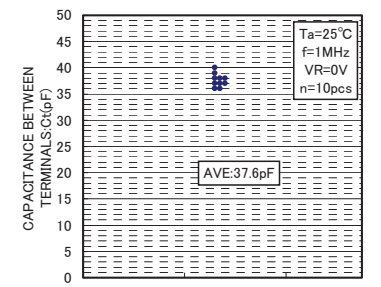 50
45
40
35
30
25
20
15
10
5
0
CAPACITANCE BETWEEN
TERMINALS:Ct(pF)
Ta=25℃
f=1MHz
VR=0V
n=10pcs
AVE:37.6pF